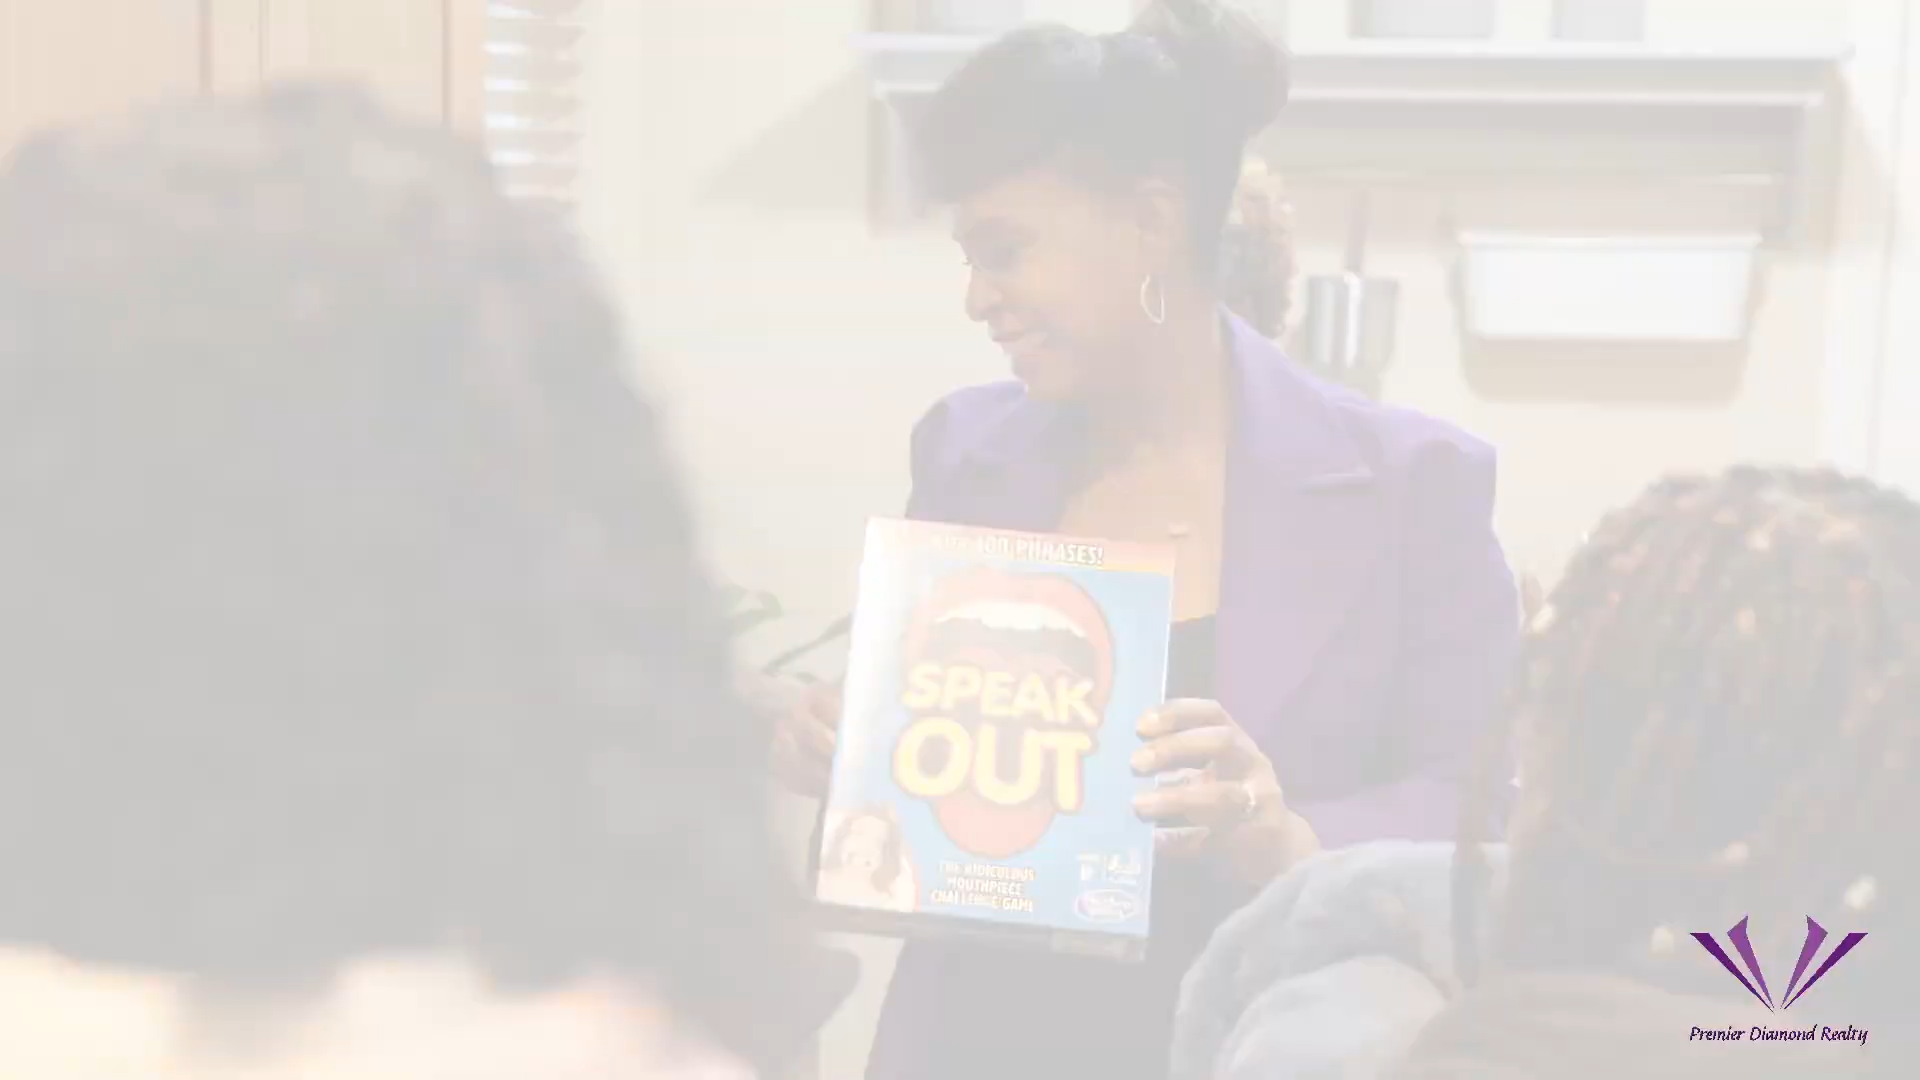 400 PHRASES!
SPEAK
OUT
THE RIDICULOUS
MOUTHPIECE
CHALLENGE GAME
Premier Diamond Realty